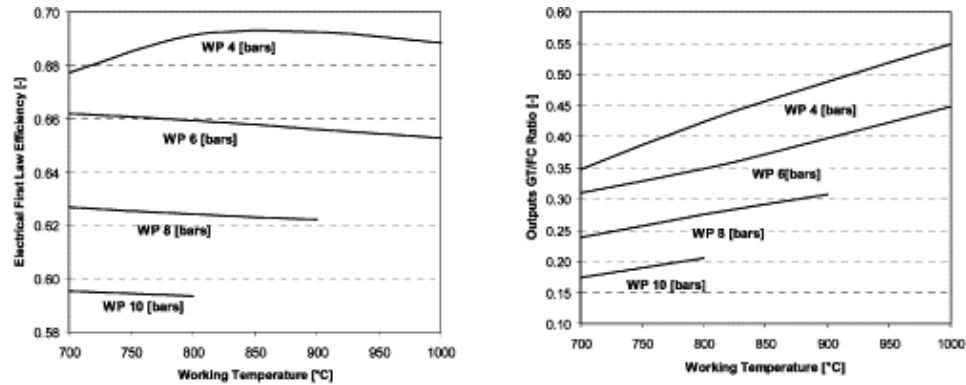 Electrical First Law Efficiency [-]
0.70
0.68
0.66
0.64
0.62
0.60
0.58
WP 4 [bars]
WP 6 [bars]
WP 8 [bars]
WP 10 [bars]
700 750 800 850 900 950 1000
Working Temperature [°C]
Outputs GT/FC Ratio [-]
0.60
0.55
0.50
0.45
0.40
0.35
0.30
0.25
0.20
0.15
0.10
WP 4 [bars]
WP 6[bars]
WP 8 [bars]
WP 10 [bars]
700 750 800 850 900 950 1000
Working Temperature [°C]